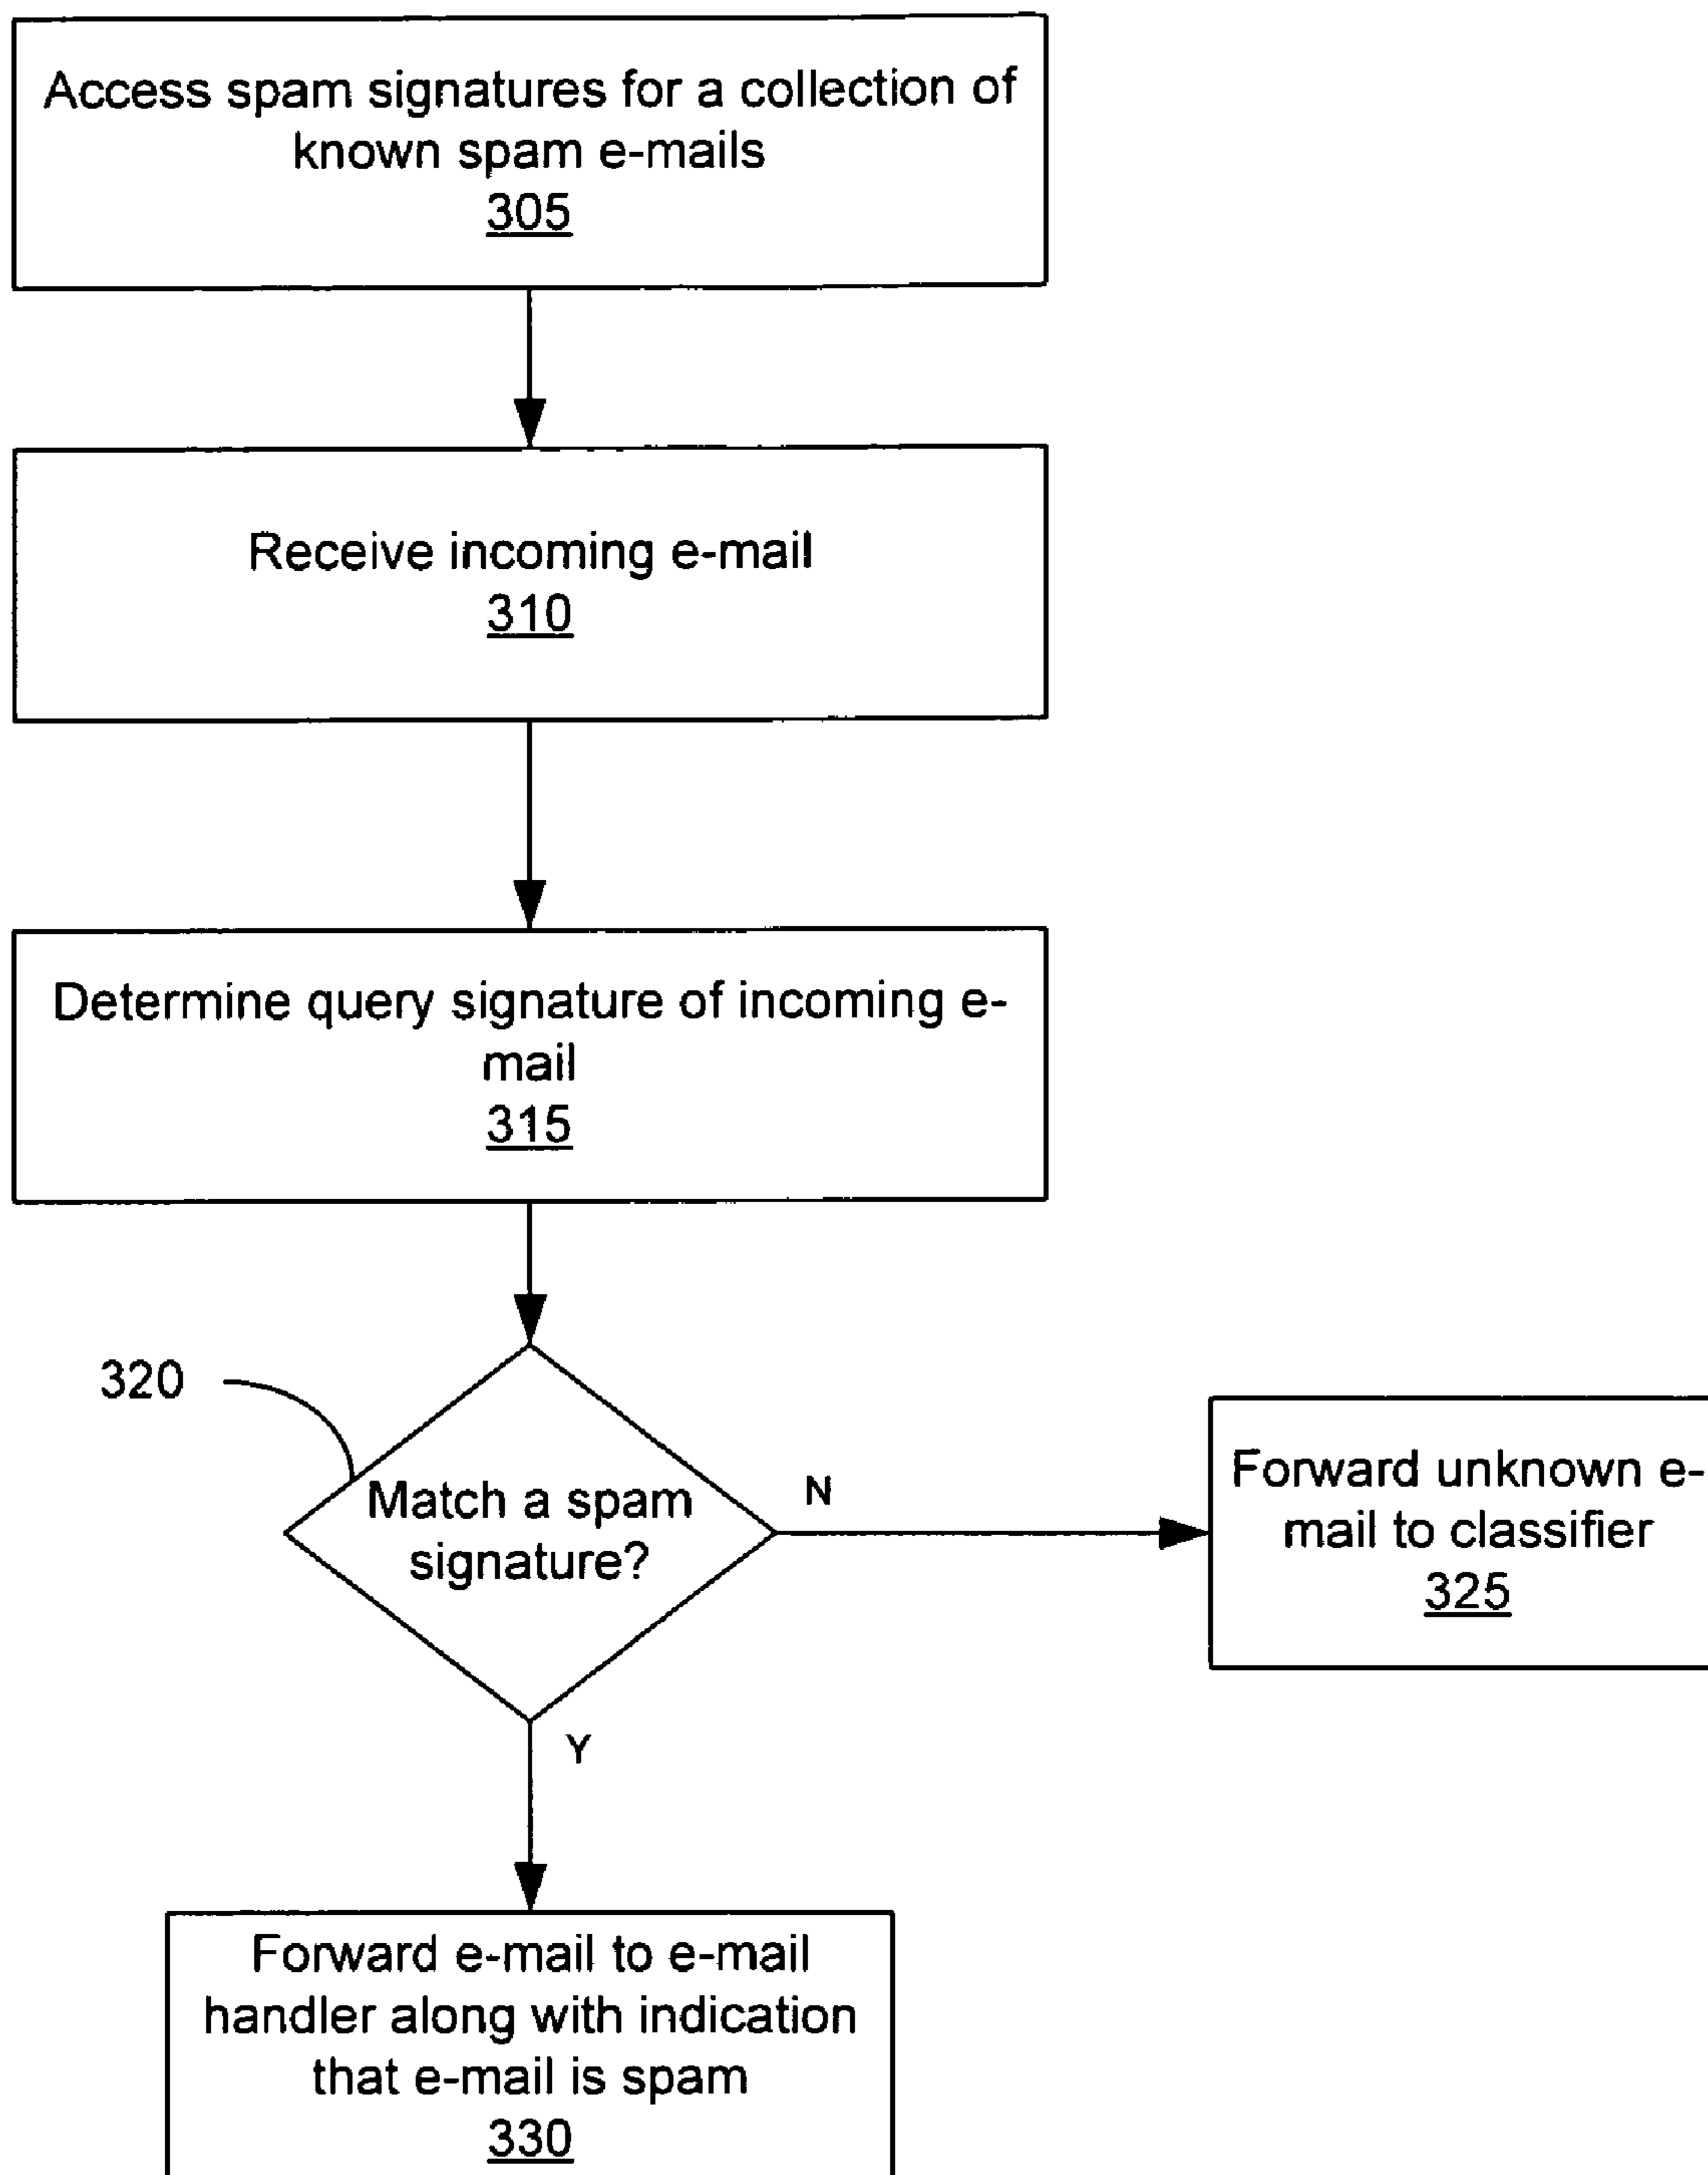 Access spam signatures for a collection of
known spam e-mails
305
Receive incoming e-mail
310
Determine query signature of incoming e-
mail
315
320
Match a spam
signature?
N
Forward unknown e-
mail to classifier
325
Y
Forward e-mail to e-mail
handler along with indication
that e-mail is spam
330